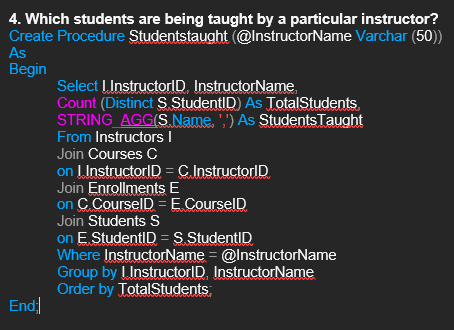 4. Which students are being taught by a particular instructor?
Create Procedure Studentstaught (@InstructorName Varchar (50))
As
Begin
Select I.InstructorID, InstructorName,
Count (Distinct S.StudentID) As TotalStudents,
STRING_AGG(S.Name, ',') As StudentsTaught
From Instructors I
Join Courses C
on I.InstructorID = C.InstructorID
Join Enrollments E
on C.CourseID = E.CourseID
Join Students S
on E.StudentID = S.StudentID
Where InstructorName = @InstructorName
Group by I.InstructorID, InstructorName
Order by TotalStudents;
End;